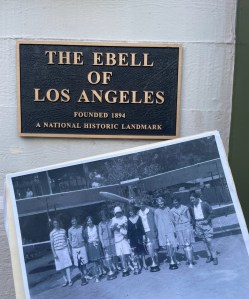 THE EBELL
OF
LOS ANGELES
FOUNDED 1894
A NATIONAL HISTORIC LANDMARK